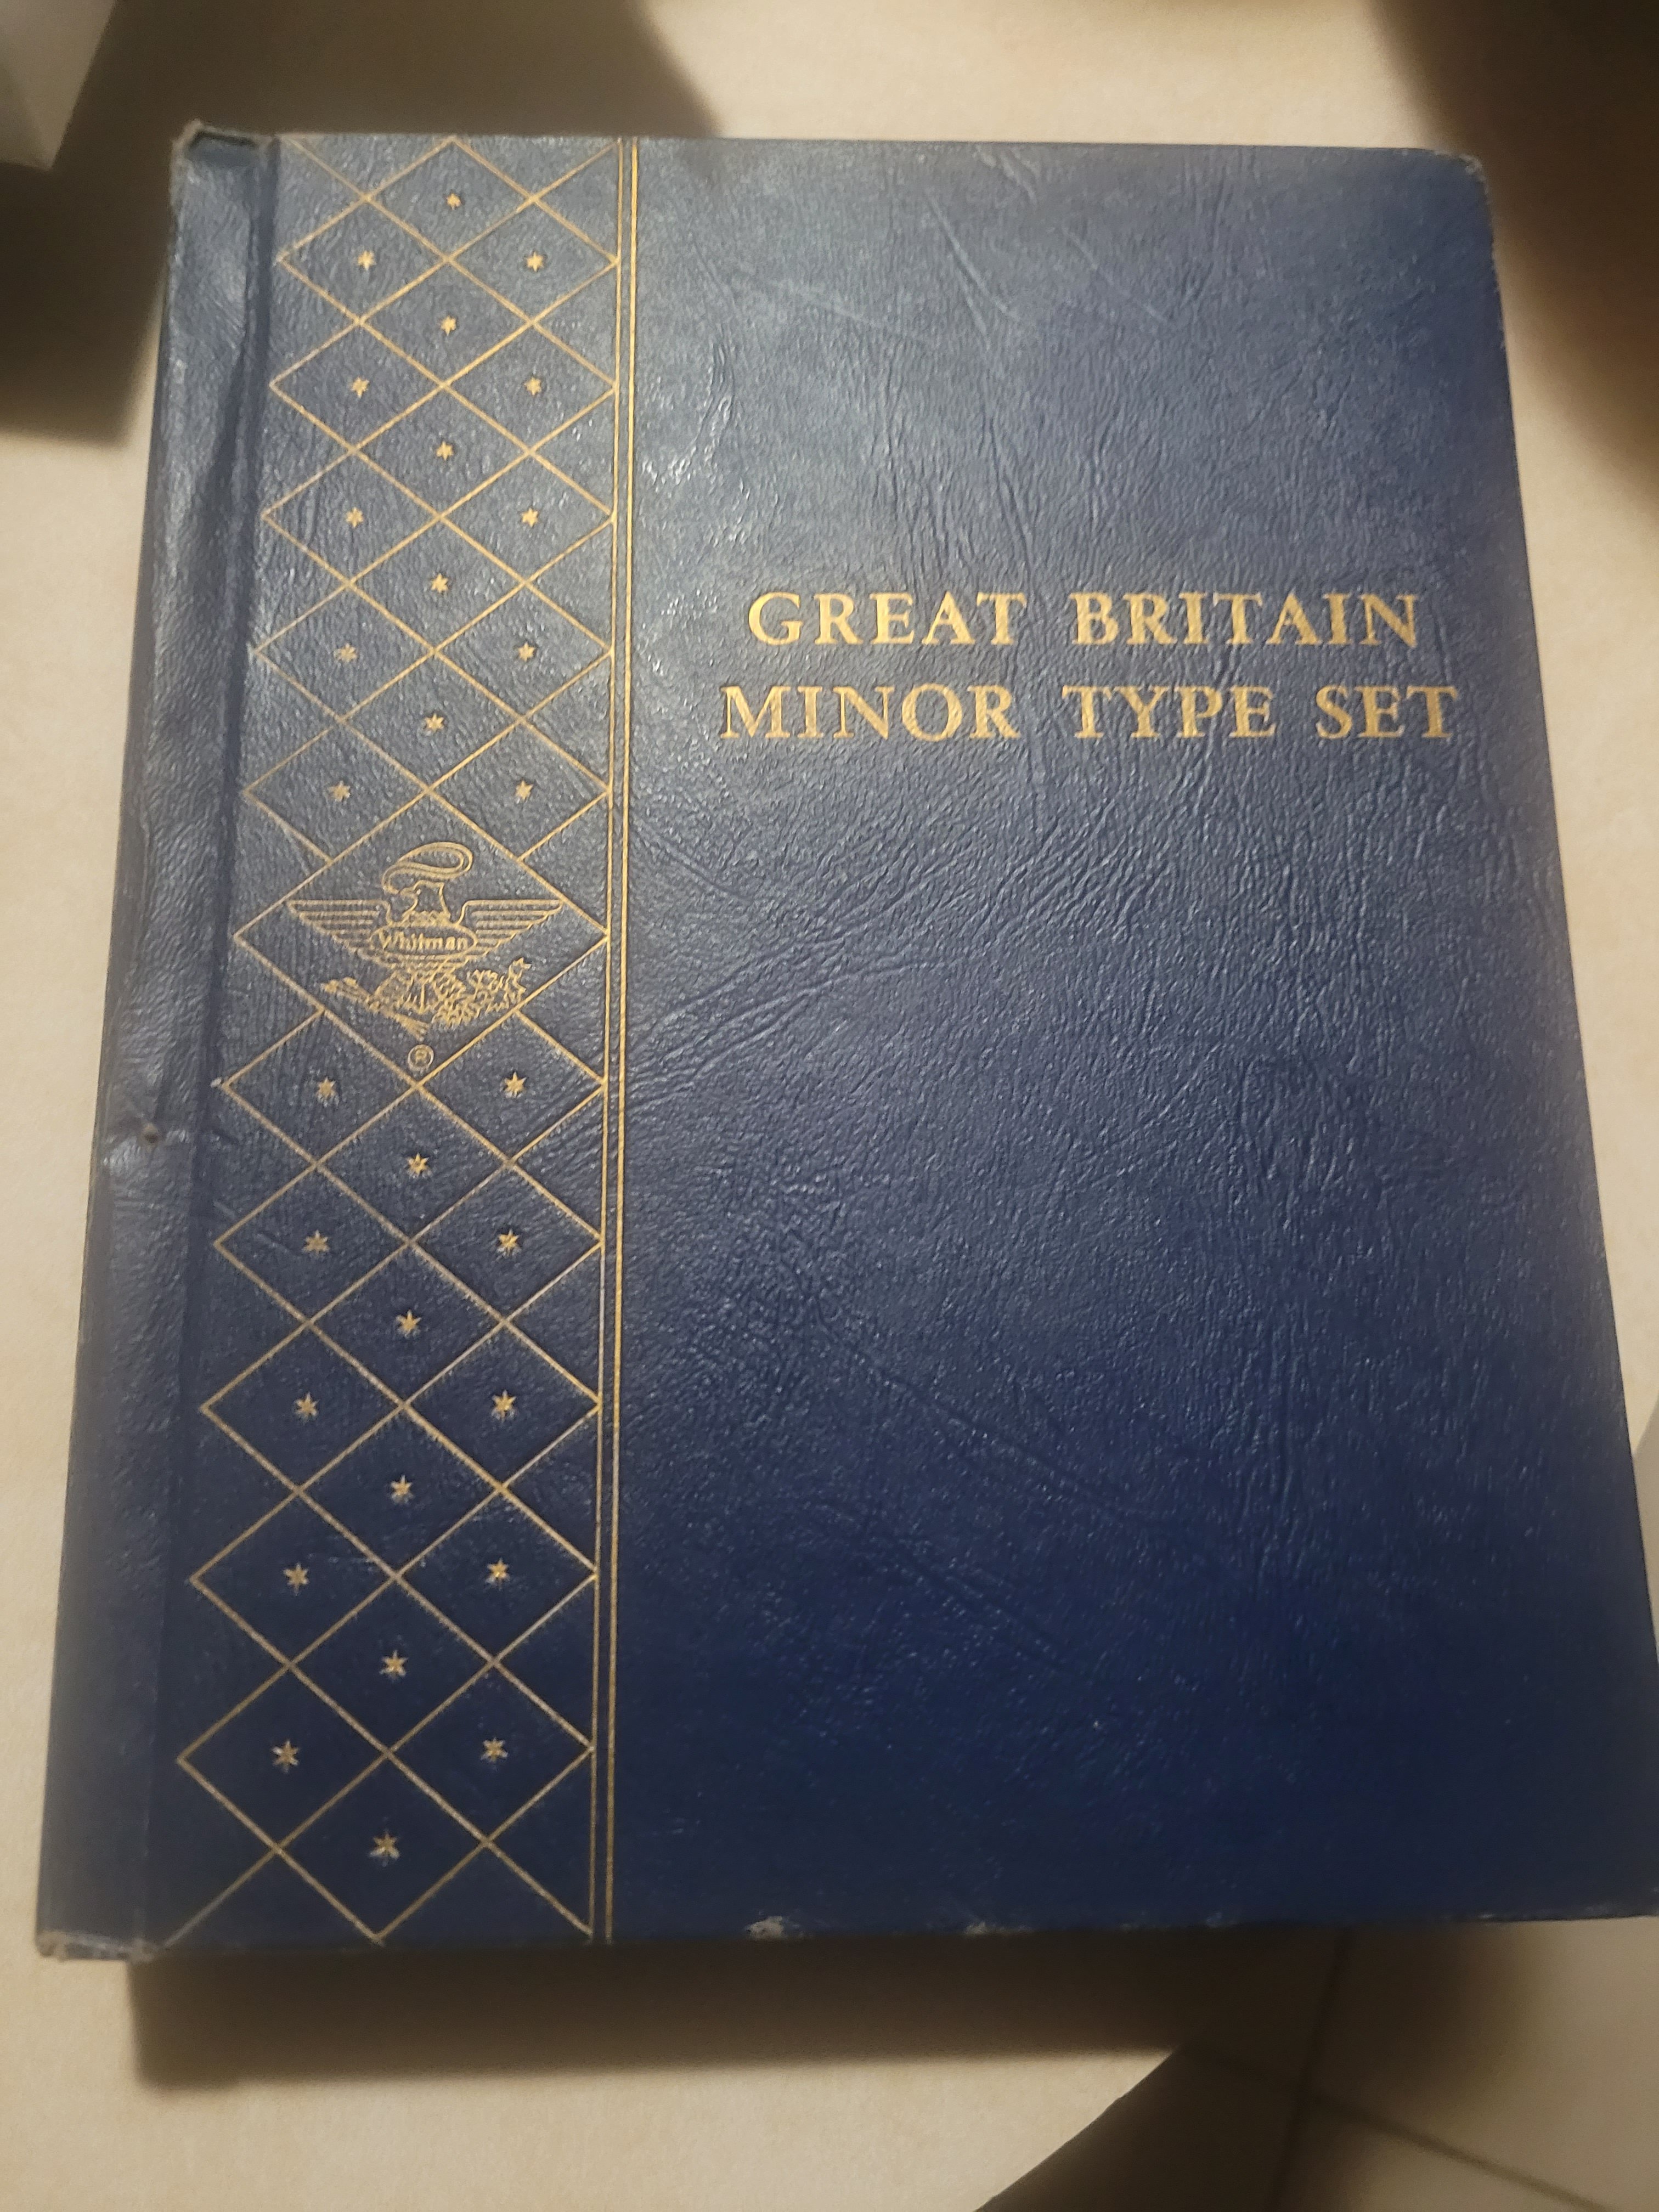 GREAT BRITAIN
MINOR TYPE SET
Whitman
®